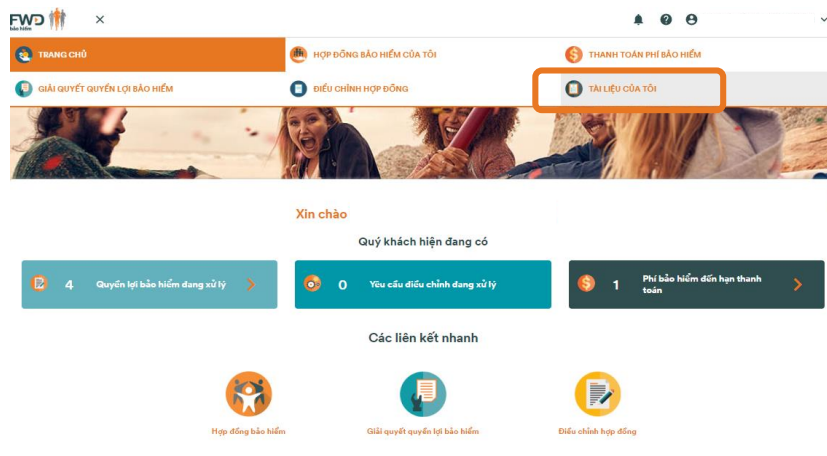 FWD
bảo hiểm
TRANG CHỦ
HỢP ĐỒNG BẢO HIỂM CỦA TÔI
THANH TOÁN PHÍ BẢO HIỂM
GIẢI QUYẾT QUYỀN LỢI BẢO HIỂM
ĐIỀU CHỈNH HỢP ĐỒNG
TÀI LIỆU CỦA TÔI
Xin chào
Quý khách hiện đang có
4 Quyền lợi bảo hiểm đang xử lý
0 Yêu cầu điều chỉnh đang xử lý
1 Phí bảo hiểm đến hạn thanh
toán
Các liên kết nhanh
Hợp đồng bảo hiểm
Giải quyết quyền lợi bảo hiểm
Điều chỉnh hợp đồng